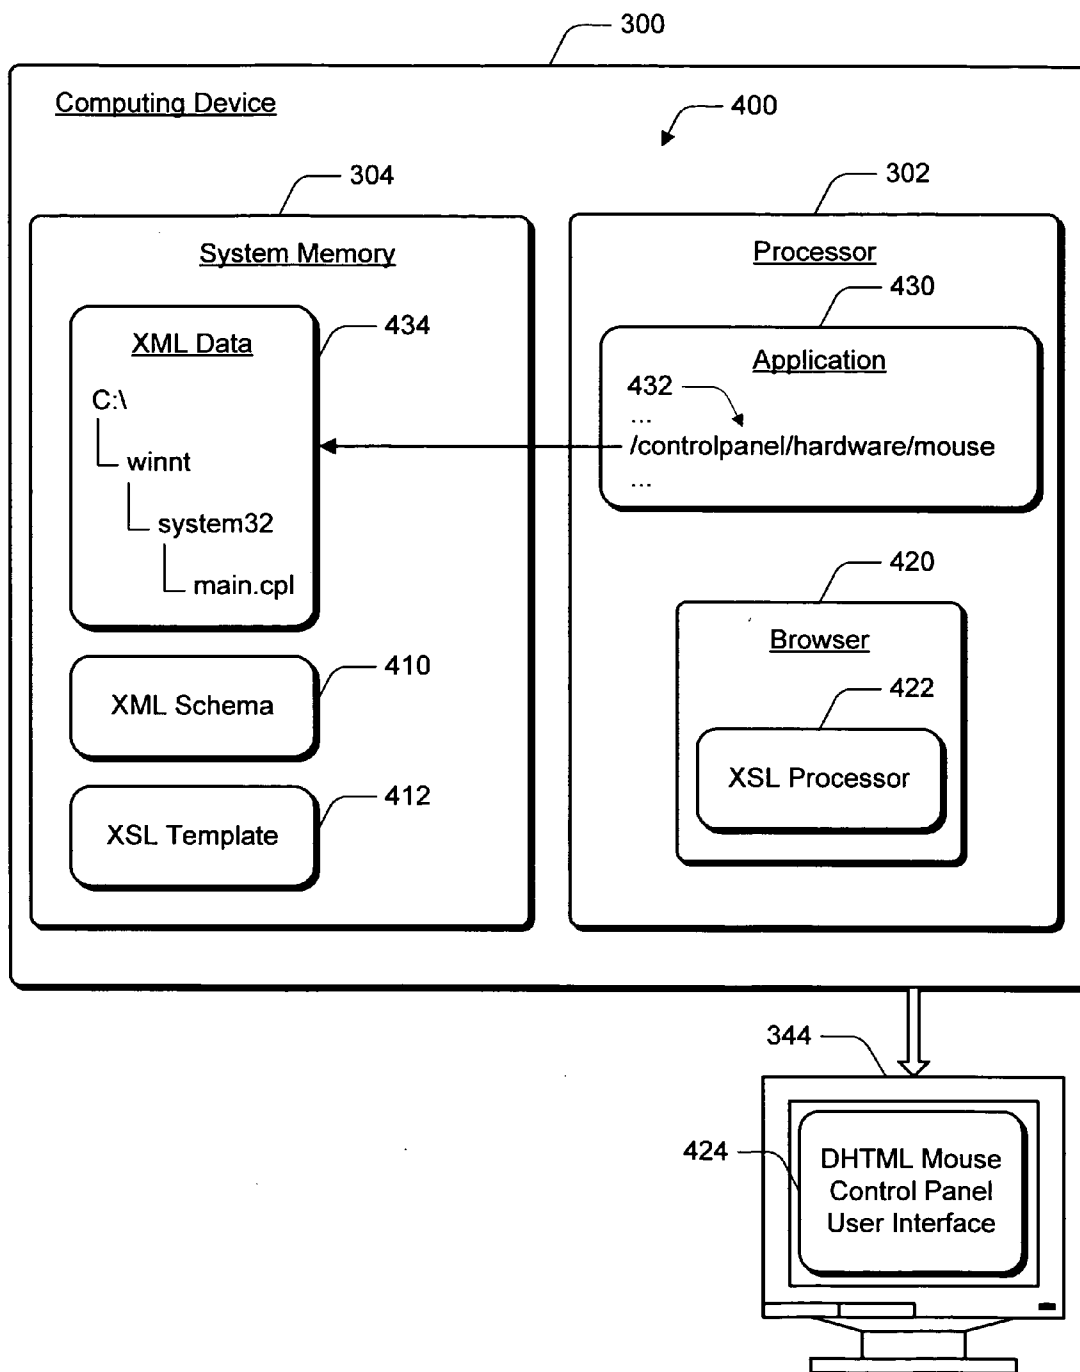 300
Computing Device
400
304
302
System Memory
Processor
434
430
XML Data
Application
432
C:\
...
/controlpanel/hardware/mouse
winnt
...
system32
420
main.cpl
Browser
410
422
XML Schema
XSL Processor
412
XSL Template
344
424
DHTML Mouse
Control Panel
User Interface